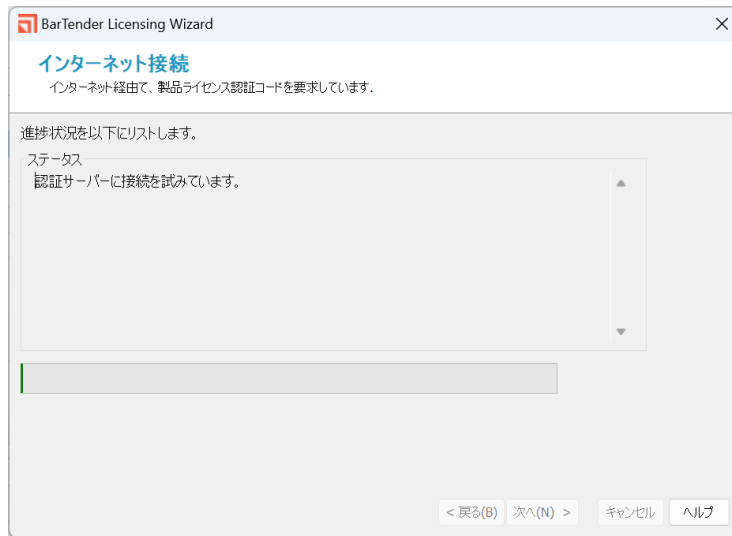 BarTender Licensing Wizard
インターネット接続
インターネット経由で、製品ライセンス認証コードを要求しています.
進捗状況を以下にリストします。
ステータス
認証サーバーに接続を試みています。
< 戻る(B) 次へ(N) > キャンセル ヘルプ